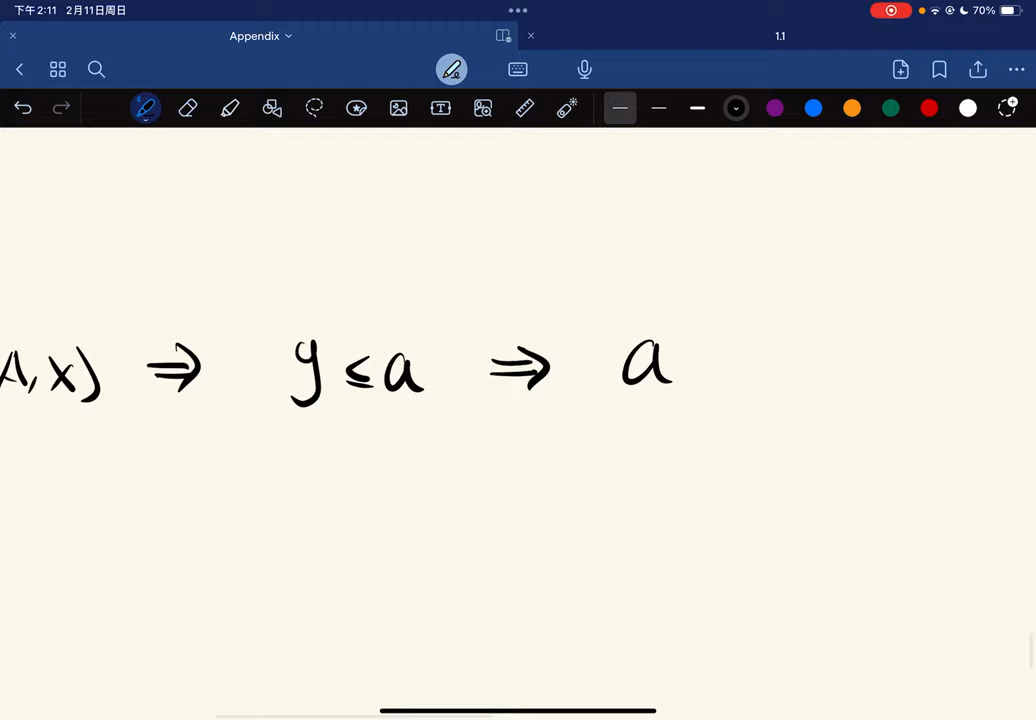 下午2:11 2月11日周日 70%
Appendix 1.1
,x) ⇒ y ≤ a ⇒ a